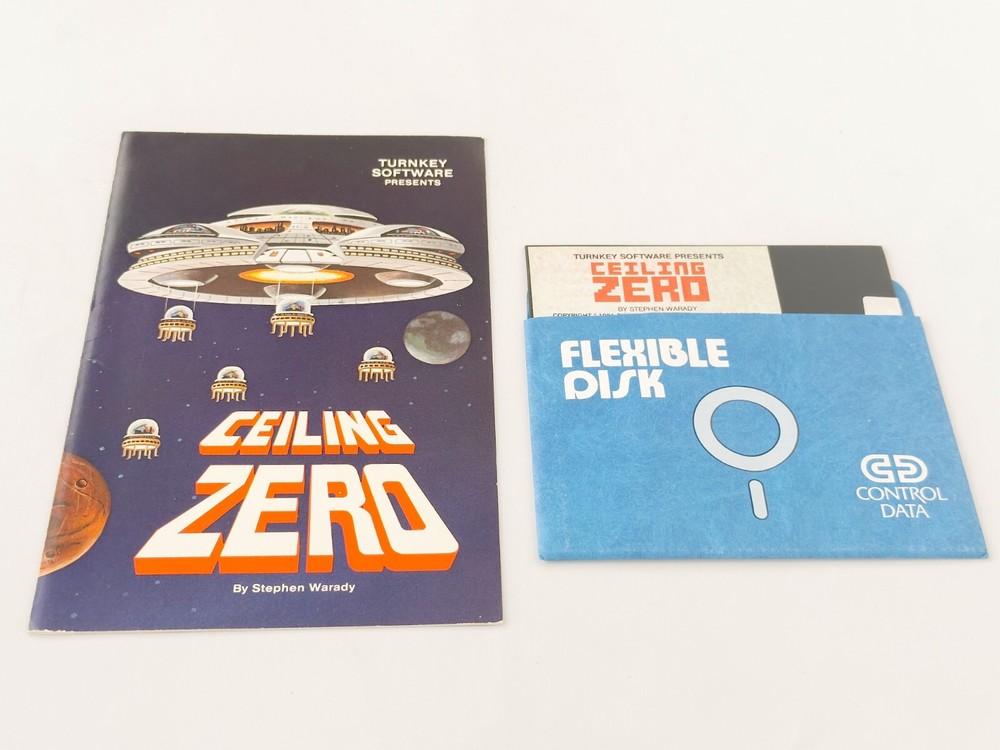 TURNKEY
SOFTWARE
PRESENTS
CEILING
ZERO
By Stephen Warady
TURNKEY SOFTWARE PRESENTS
CEILING
ZERO
BY STEPHEN WARADY
FLEXIBLE
DISK
CONTROL
DATA